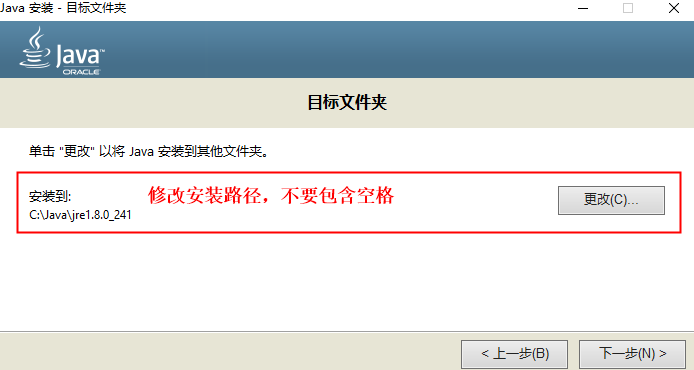 Java 安装 - 目标文件夹
Java™
ORACLE
目标文件夹
单击 "更改" 以将 Java 安装到其他文件夹。
安装到: 修改安装路径，不要包含空格
C:\Java\jre1.8.0_241
更改(C)...
< 上一步(B) 下一步(N) >